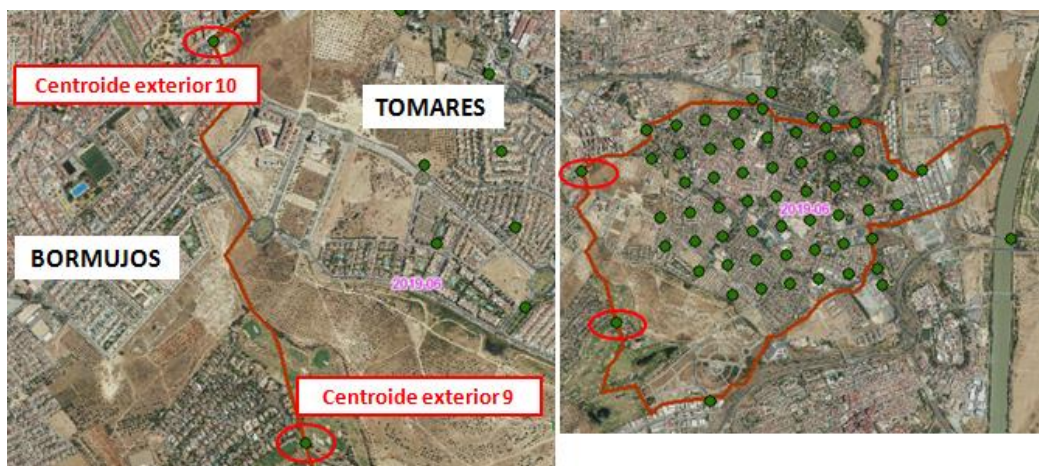 Centroide exterior 10
TOMARES
BORMUJOS
2019-06
Centroide exterior 9
2019-06